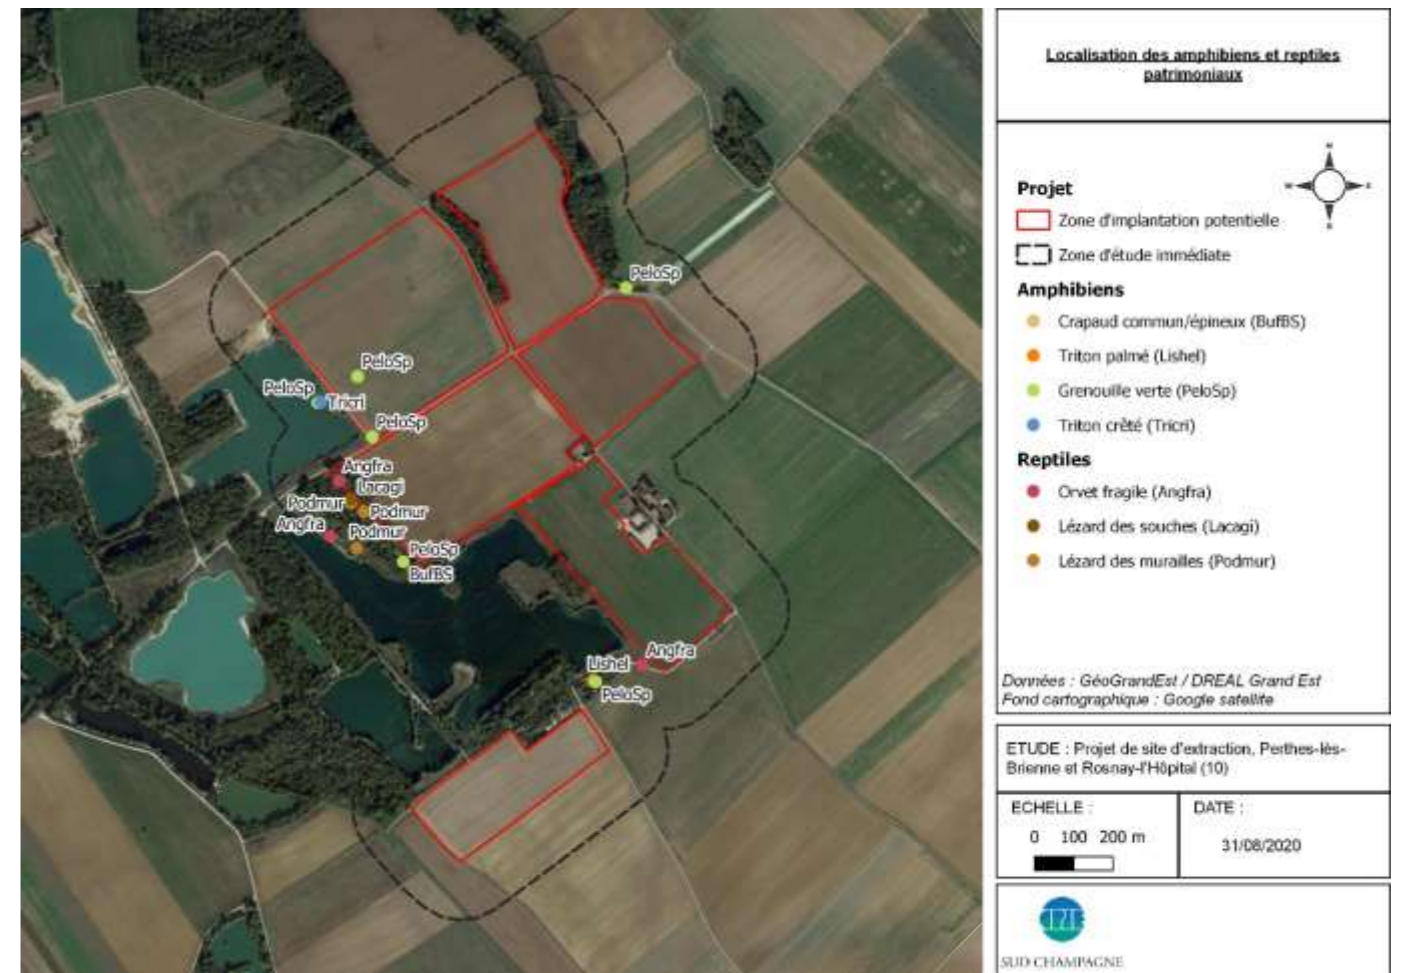 Localisation des amphibiens et reptiles
patrimoniaux
N
W
E
S
Projet
Zone d'implantation potentielle
Zone d'étude immédiate
Amphibiens
Crapaud commun/épineux (BufBS)
Triton palmé (Lishel)
Grenouille verte (PeloSp)
Triton crêté (Tricri)
Reptiles
Orvet fragile (Angfra)
Lézard des souches (Lacagi)
Lézard des murailles (Podmur)
Données : GéoGrandEst / DREAL Grand Est
Fond cartographique : Google satellite
ETUDE : Projet de site d'extraction, Perthes-lès-
Brienne et Rosnay-l'Hôpital (10)
ECHELLE :
0 100 200 m
DATE :
31/08/2020
SUD CHAMPAGNE
PeloSp
PeloSp
PeloSp
Tricri
PeloSp
Angfra
Lacagi
Podmur
Podmur
Angfra
Podmur
PeloSp
BufBS
Lishel
Angfra
PeloSp